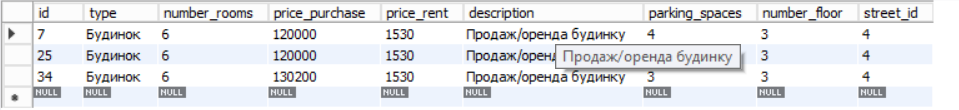 id type number_rooms price_purchase price_rent description parking_spaces number_floor street_id
7 Будинок 6 120000 1530 Продаж/оренда будинку 4 3 4
25 Будинок 6 120000 1530 Продаж/оренд Продаж/оренда будинку 3 4
34 Будинок 6 130200 1530 Продаж/оренда будинку 3 3 4
NULL NULL NULL NULL NULL NULL NULL NULL NULL